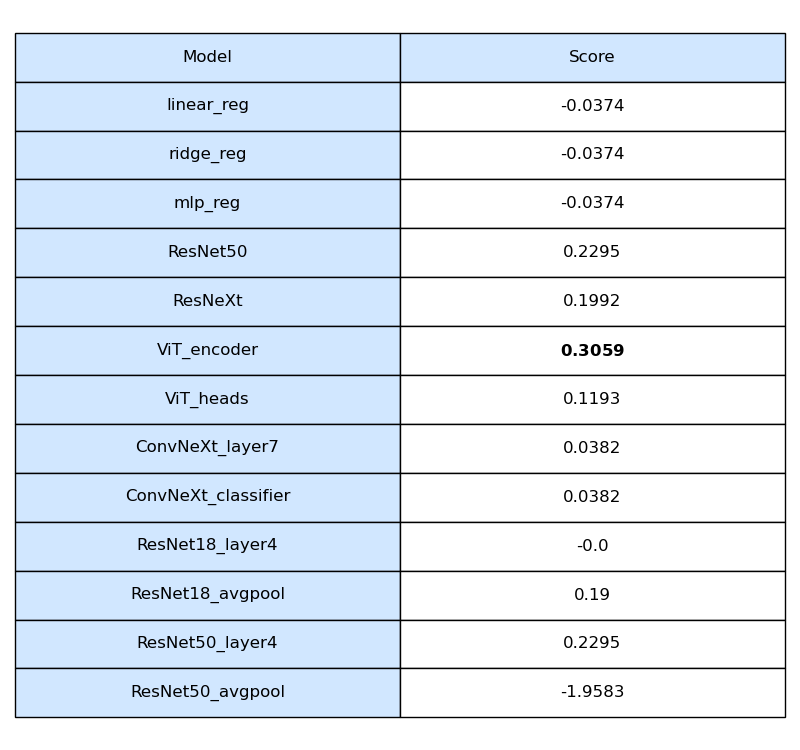 Model Score
linear_reg -0.0374
ridge_reg -0.0374
mlp_reg -0.0374
ResNet50 0.2295
ResNeXt 0.1992
ViT_encoder 0.3059
ViT_heads 0.1193
ConvNeXt_layer7 0.0382
ConvNeXt_classifier 0.0382
ResNet18_layer4 -0.0
ResNet18_avgpool 0.19
ResNet50_layer4 0.2295
ResNet50_avgpool -1.9583